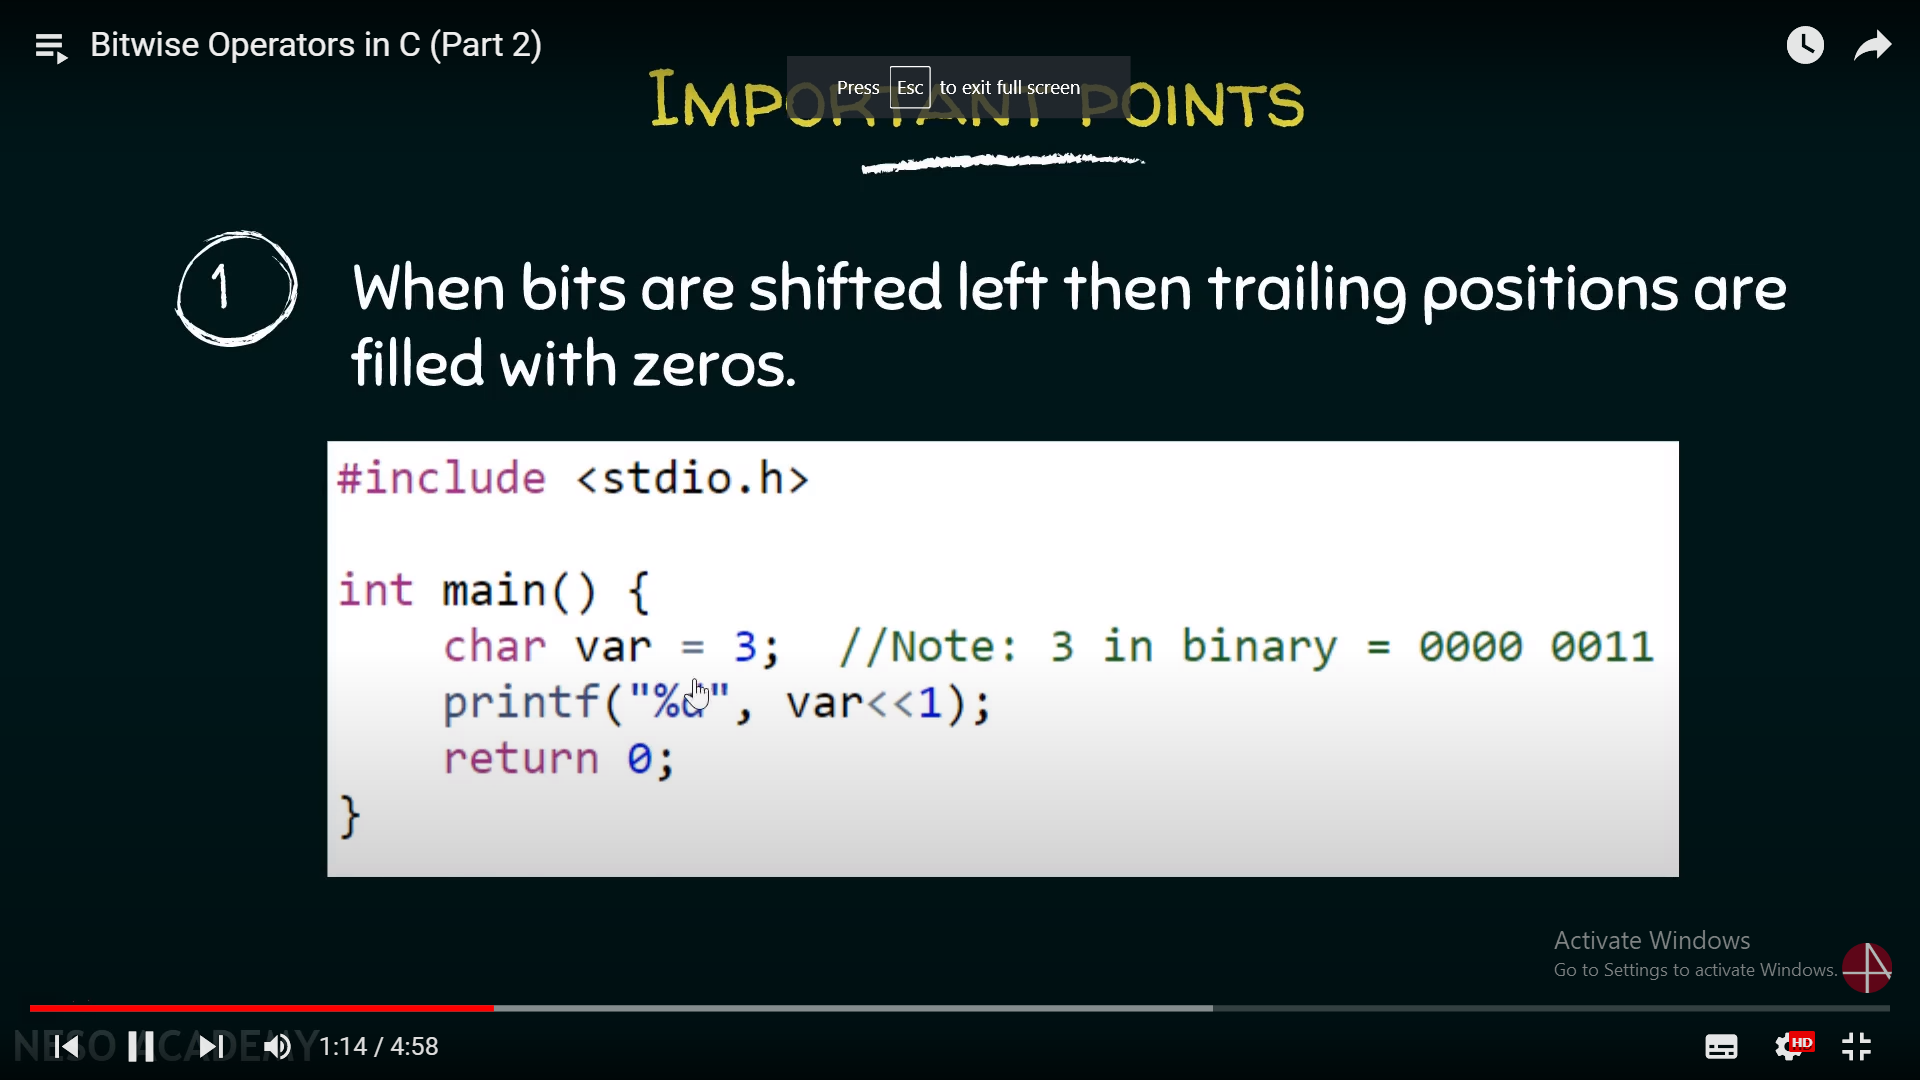 Bitwise Operators in C (Part 2)
Press Esc to exit full screen
IMPORTANT POINTS
1
When bits are shifted left then trailing positions are
filled with zeros.
#include <stdio.h>
int main() {
char var = 3; //Note: 3 in binary = 0000 0011
printf("%d", var<<1);
return 0;
}
Activate Windows
Go to Settings to activate Windows.
NESO ACADEMY
1:14 / 4:58
HD